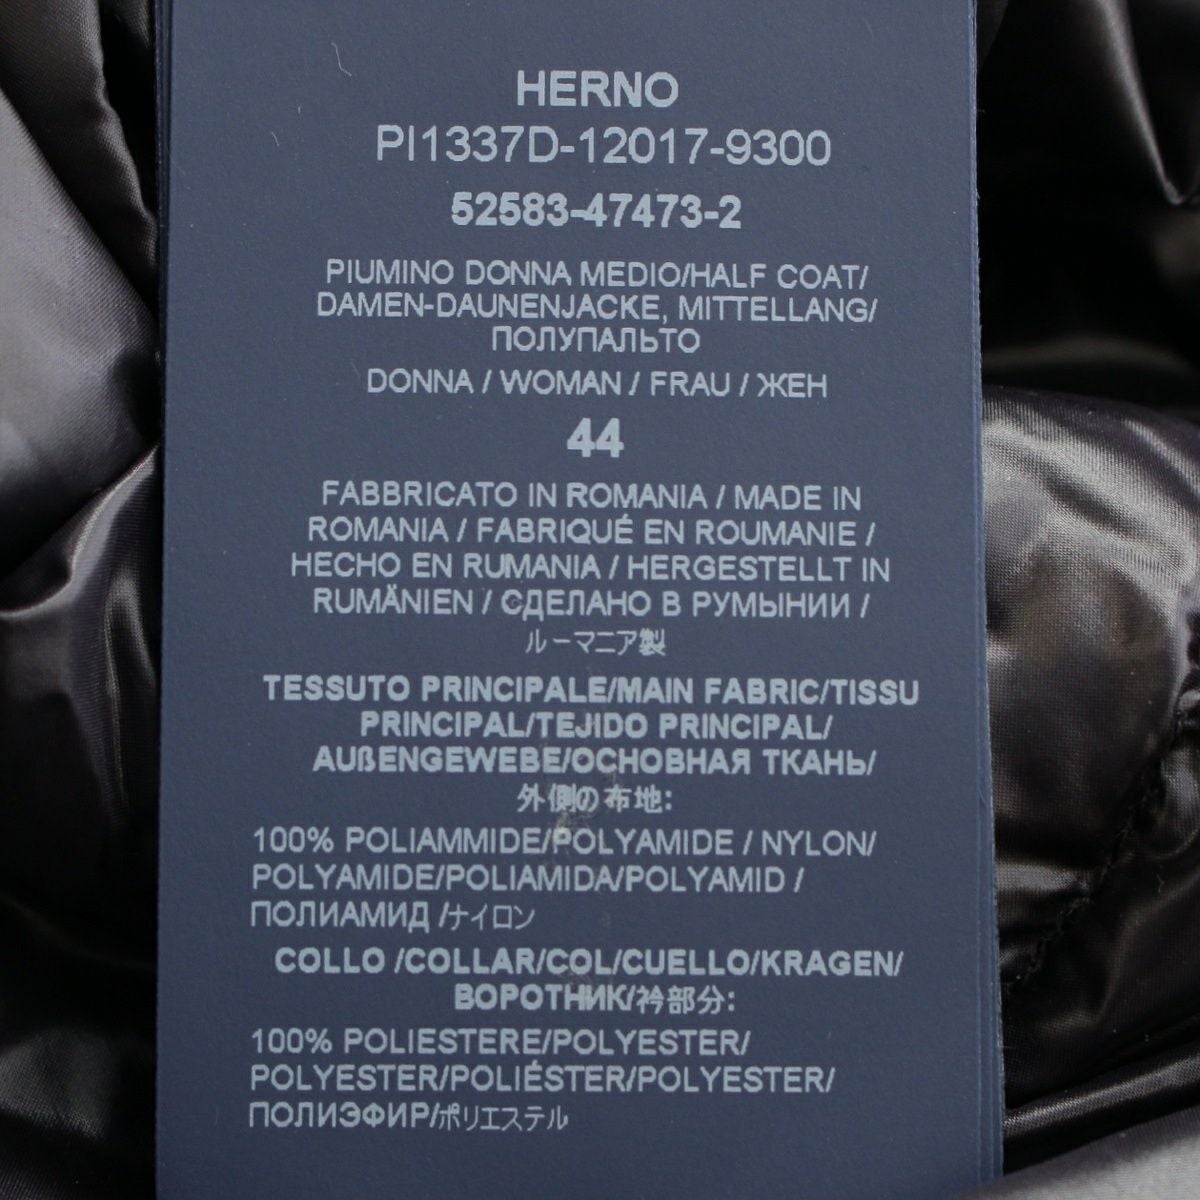 HERNO
PI1337D-12017-9300
52583-47473-2
PIUMINO DONNA MEDIO/HALF COAT/
DAMEN-DAUNENJACKE, MITTELLANG/
ПОЛУПАЛЬТО
DONNA / WOMAN / FRAU / ЖЕН
44
FABBRICATO IN ROMANIA / MADE IN
ROMANIA / FABRIQUÉ EN ROUMANIE /
HECHO EN RUMANIA / HERGESTELLT IN
RUMÄNIEN / СДЕЛАНО В РУМЫНИИ /
ルーマニア製
TESSUTO PRINCIPALE/MAIN FABRIC/TISSU
PRINCIPAL/TEJIDO PRINCIPAL/
AUßENGEWEBE/ОСНОВНАЯ ТКАНЬ/
外側の布地:
100% POLIAMMIDE/POLYAMIDE / NYLON/
POLYAMIDE/POLIAMIDA/POLYAMID /
ПОЛИАМИД /ナイロン
COLLO /COLLAR/COL/CUELLO/KRAGEN/
ВОРОТНИК/衿部分:
100% POLIESTERE/POLYESTER/
POLYESTER/POLIÉSTER/POLYESTER/
ПОЛИЭФИР/ポリエステル